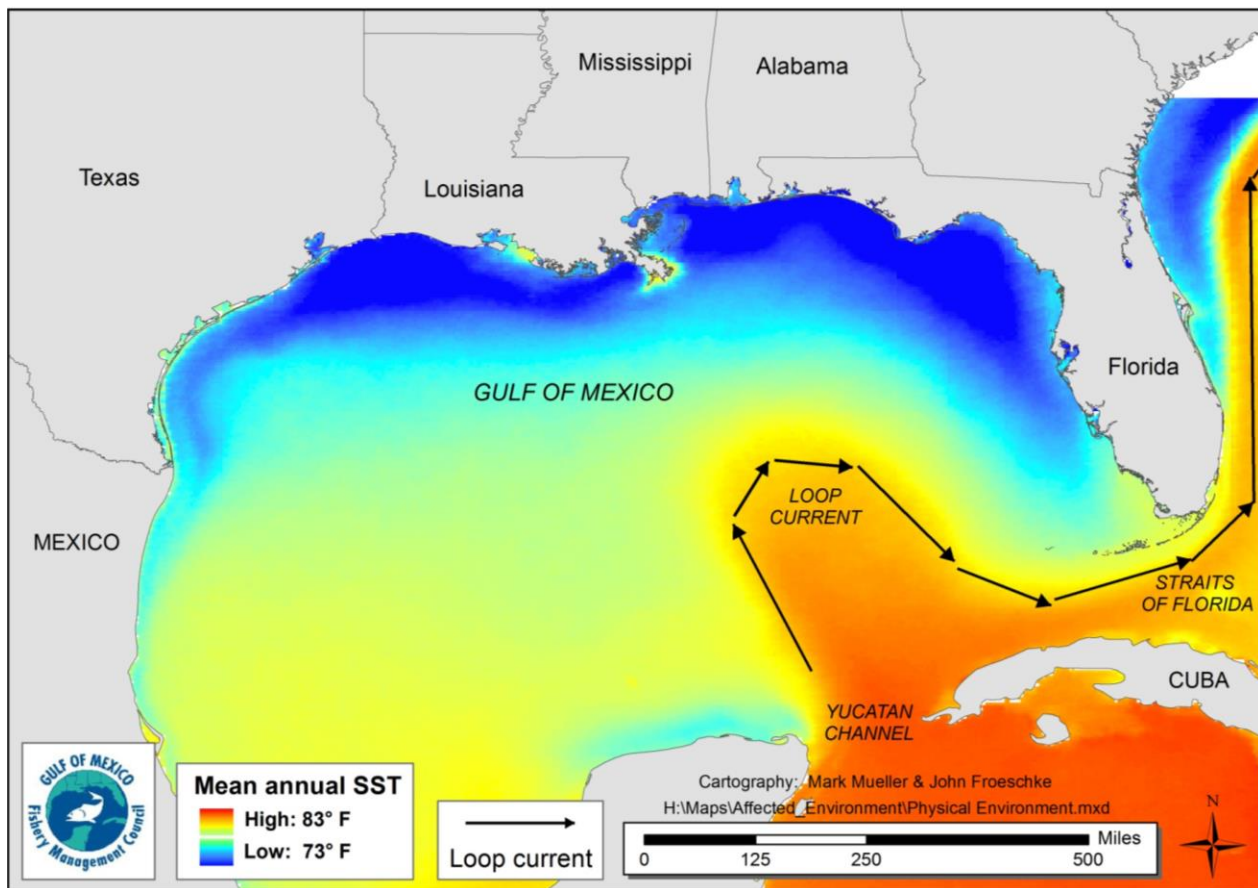 Mississippi
Alabama
Texas
Louisiana
GULF OF MEXICO
Florida
LOOP
CURRENT
MEXICO
STRAITS
OF FLORIDA
CUBA
YUCATAN
CHANNEL
GULF OF MEXICO
Fishery Management Council
Mean annual SST
High: 83° F
Low: 73° F
Loop current
Cartography: Mark Mueller & John Froeschke
H:\Maps\Affected_Environment\Physical Environment.mxd
Miles
0 125 250 500
N